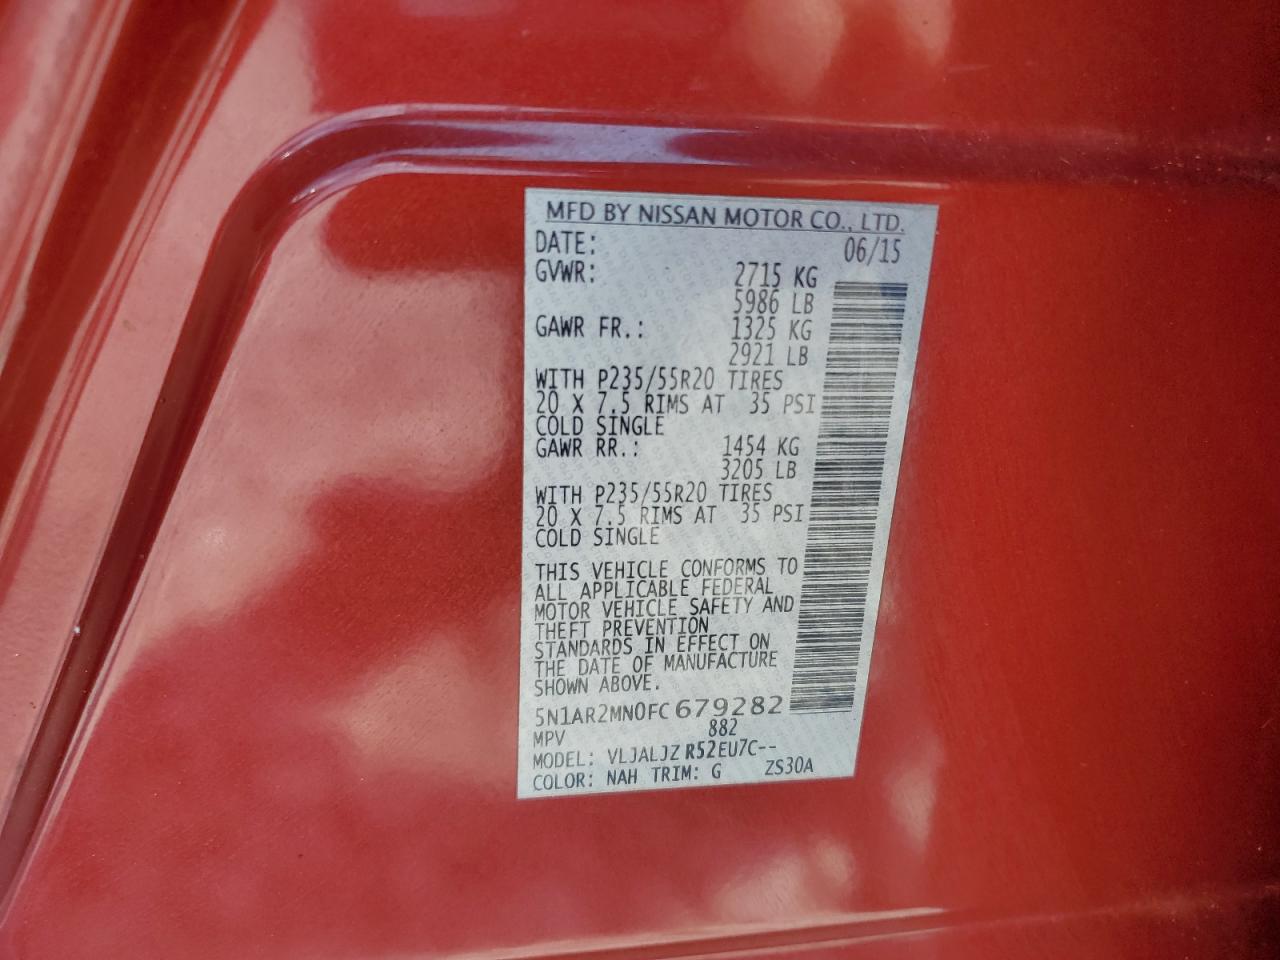 MFD BY NISSAN MOTOR CO., LTD.
DATE: 06/15
GVWR: 2715 KG
5986 LB
GAWR FR.: 1325 KG
2921 LB
WITH P235/55R20 TIRES
20 X 7.5 RIMS AT 35 PSI
COLD SINGLE
GAWR RR.: 1454 KG
3205 LB
WITH P235/55R20 TIRES
20 X 7.5 RIMS AT 35 PSI
COLD SINGLE
THIS VEHICLE CONFORMS TO
ALL APPLICABLE FEDERAL
MOTOR VEHICLE SAFETY AND
THEFT PREVENTION
STANDARDS IN EFFECT ON
THE DATE OF MANUFACTURE
SHOWN ABOVE.
5N1AR2MN0FC679282
MPV 882
MODEL: VLJALJZ R52EU7C--
COLOR: NAH TRIM: G ZS30A